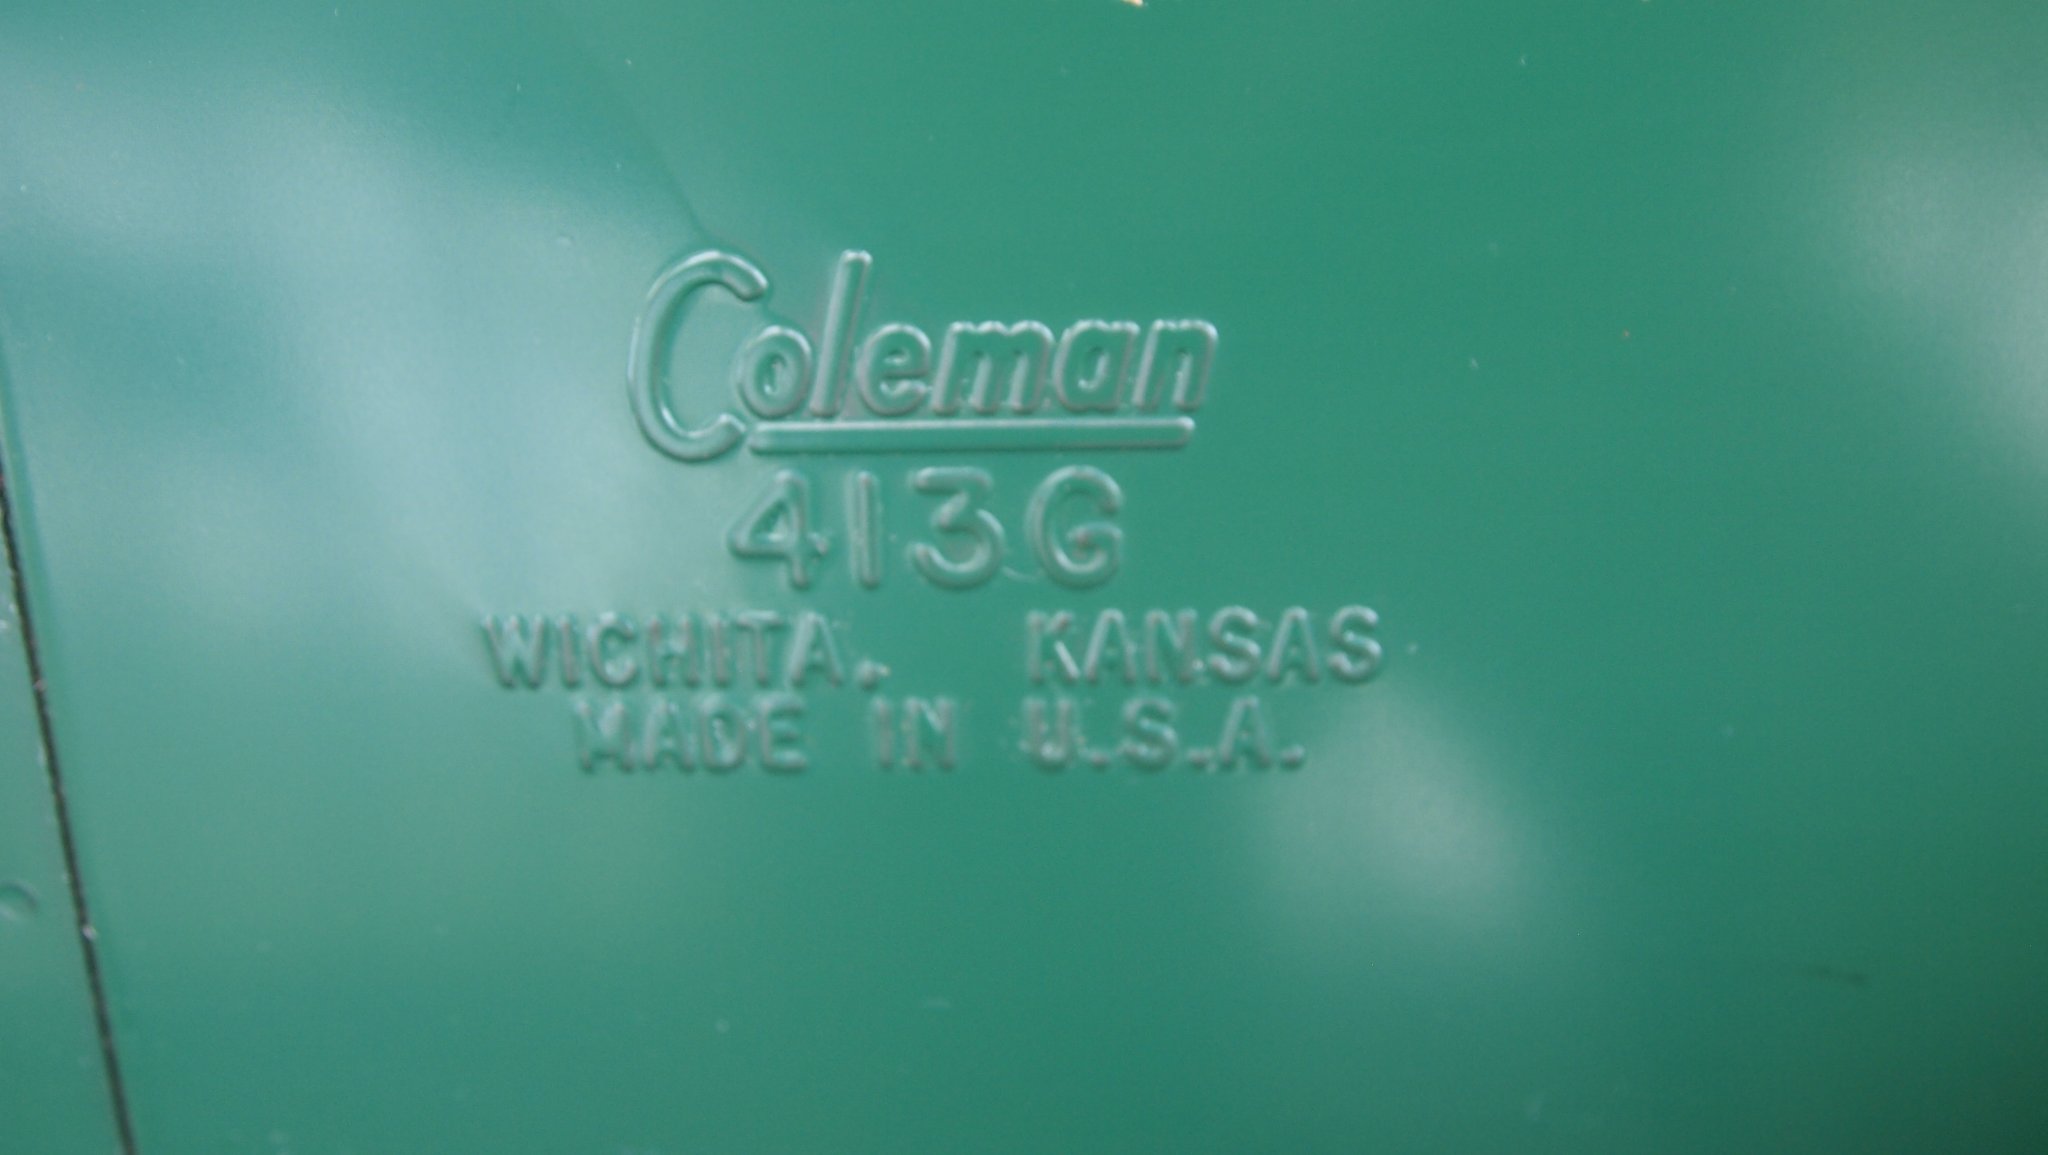 Coleman
413G
WICHITA, KANSAS
MADE IN U.S.A.